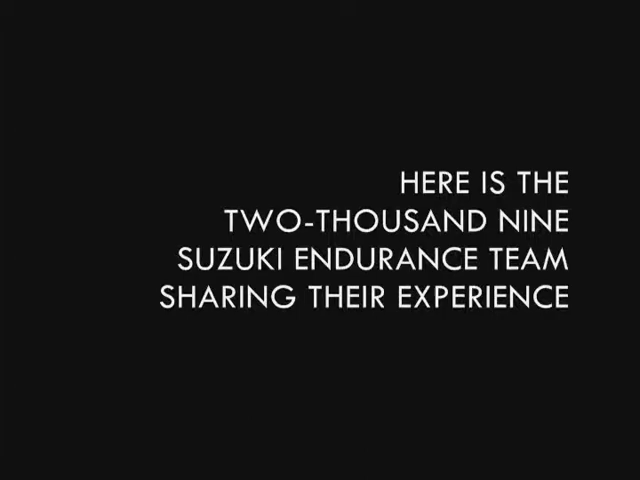 HERE IS THE
TWO-THOUSAND NINE
SUZUKI ENDURANCE TEAM
SHARING THEIR EXPERIENCE